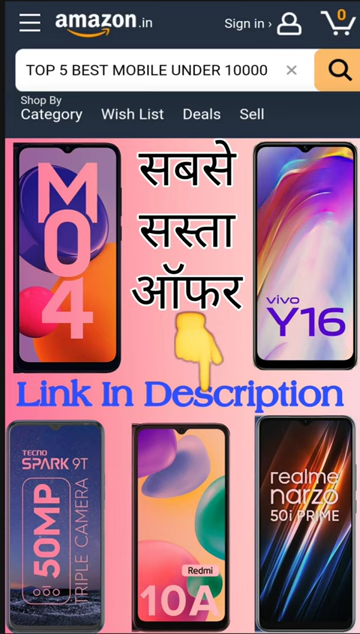 amazon.in
Sign in ›
0
TOP 5 BEST MOBILE UNDER 10000 ×
Shop By
Category Wish List Deals Sell
M
0
4
सबसे
सस्ता
ऑफर
vivo
Y16
Link In Description
TECNO
SPARK 9T
50MP
TRIPLE CAMERA
Redmi
10A
realme
narzo
50i PRIME